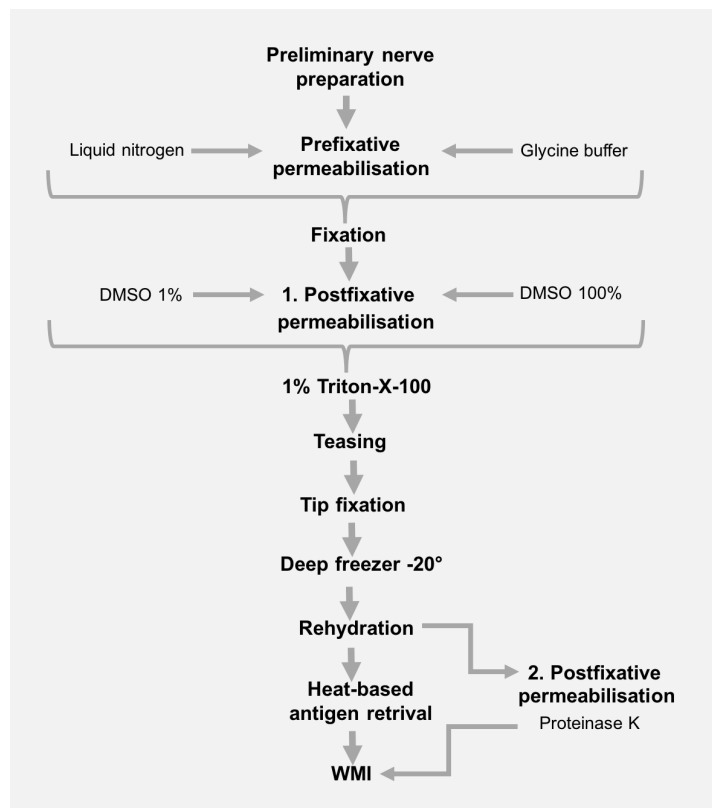 Preliminary nerve
preparation
Liquid nitrogen
Prefixative
permeabilisation
Glycine buffer
Fixation
DMSO 1%
1. Postfixative
permeabilisation
DMSO 100%
1% Triton-X-100
Teasing
Tip fixation
Deep freezer -20°
Rehydration
2. Postfixative
permeabilisation
Heat-based
antigen retrival
Proteinase K
WMI